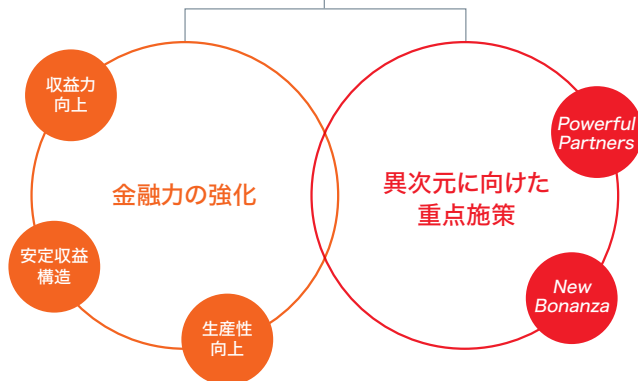 収益力
向上
金融力の強化
安定収益
構造
生産性
向上
Powerful
Partners
異次元に向けた
重点施策
New
Bonanza